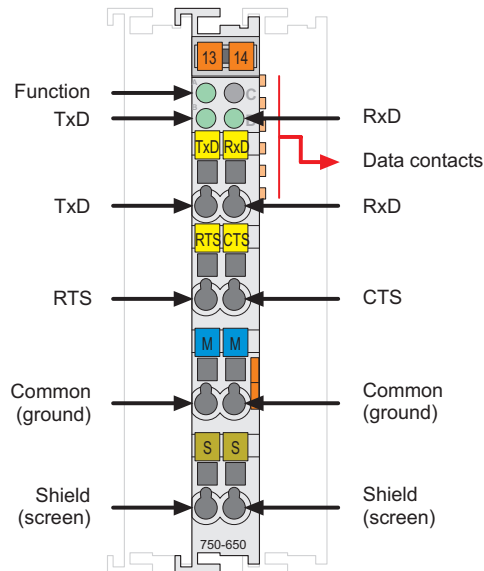 13 14
A
C
Function
B
TxD
RxD
TxD RxD
Data contacts
TxD
RxD
RTS CTS
RTS
CTS
M M
Common
(ground)
Common
(ground)
S S
Shield
(screen)
Shield
(screen)
750-650